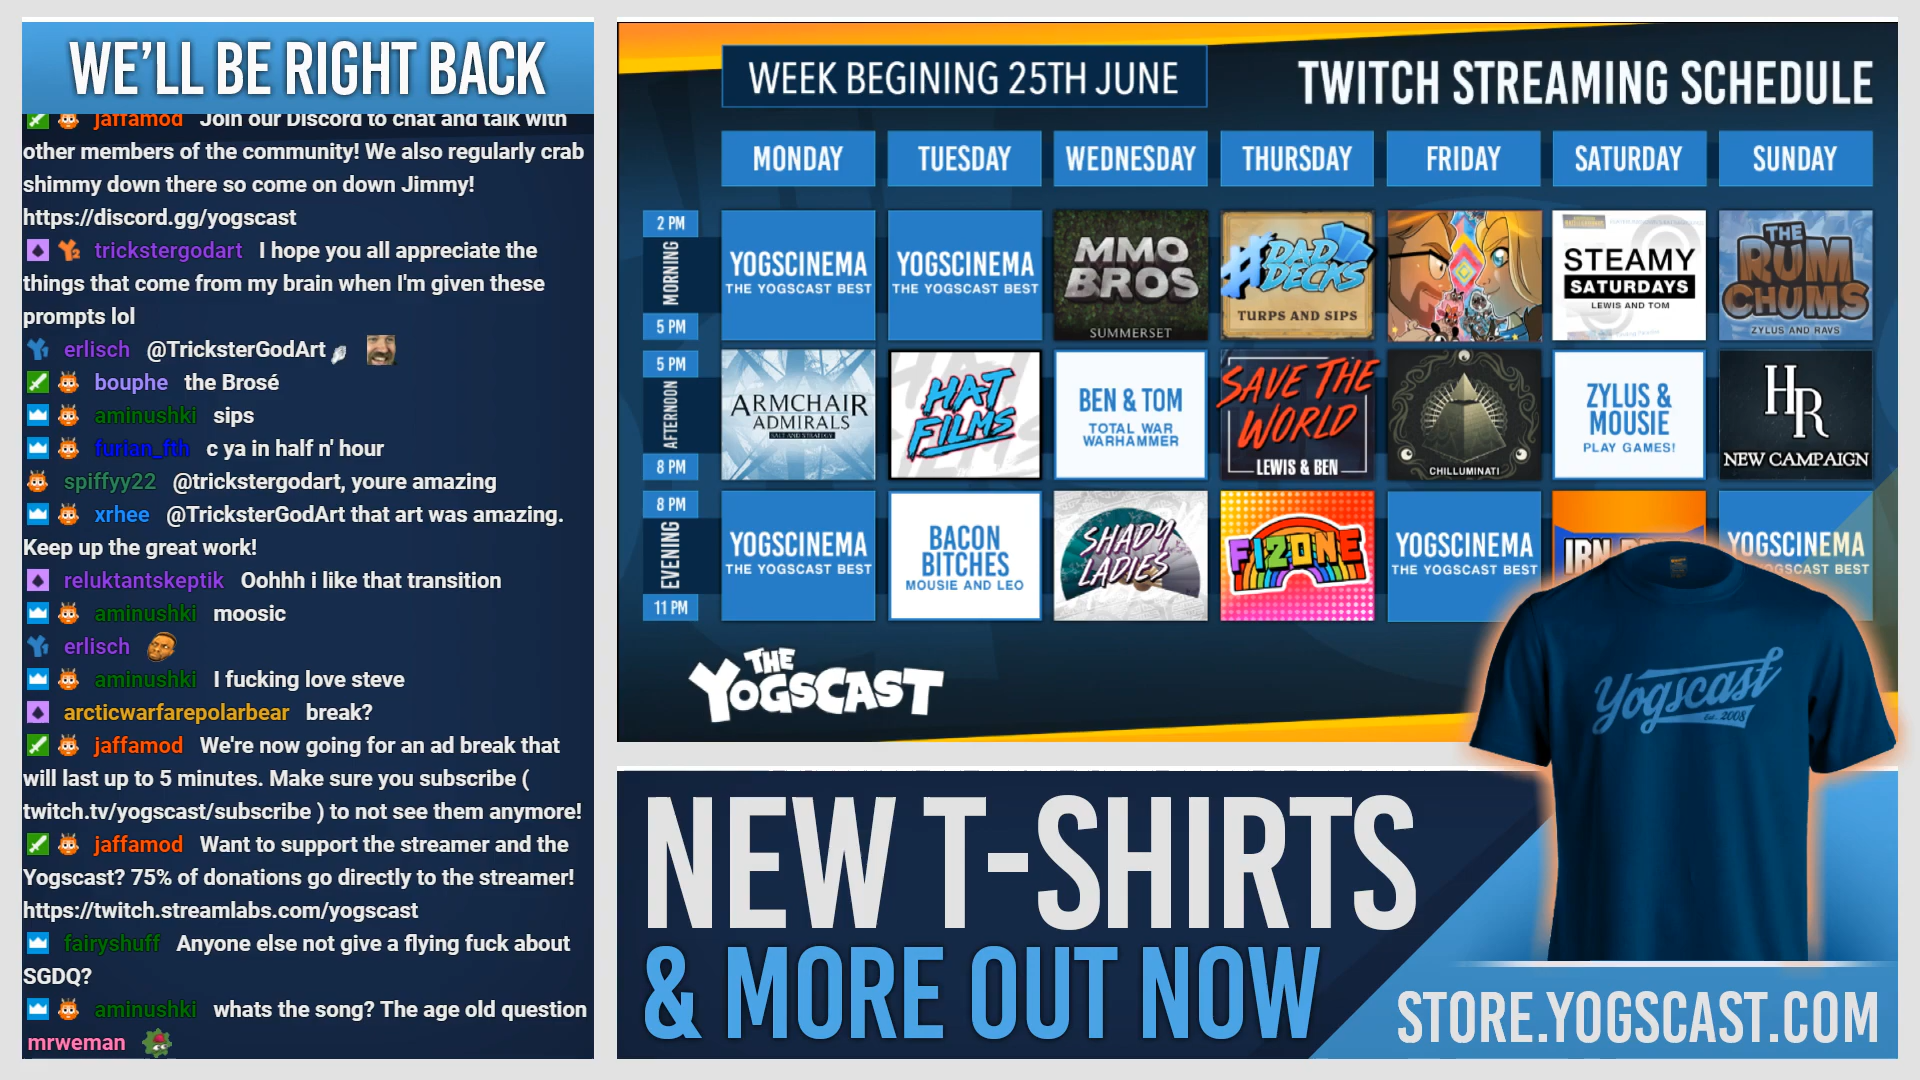 WE'LL BE RIGHT BACK
jaffamod Join our Discord to chat and talk with
other members of the community! We also regularly crab
shimmy down there so come on down Jimmy!
https://discord.gg/yogscast
trickstergodart I hope you all appreciate the
things that come from my brain when I'm given these
prompts lol
erlisch @TricksterGodArt
bouphe the Brosé
aminushki sips
furian_fth c ya in half n' hour
spiffyy22 @trickstergodart, youre amazing
xrhee @TricksterGodArt that art was amazing.
Keep up the great work!
reluktantskeptik Oohhh i like that transition
aminushki moosic
erlisch
aminushki I fucking love steve
arcticwarfarepolarbear break?
jaffamod We're now going for an ad break that
will last up to 5 minutes. Make sure you subscribe (
twitch.tv/yogscast/subscribe ) to not see them anymore!
jaffamod Want to support the streamer and the
Yogscast? 75% of donations go directly to the streamer!
https://twitch.streamlabs.com/yogscast
fairyshuff Anyone else not give a flying fuck about
SGDQ?
aminushki whats the song? The age old question
mrweman
WEEK BEGINING 25TH JUNE
TWITCH STREAMING SCHEDULE
MONDAY TUESDAY WEDNESDAY THURSDAY FRIDAY SATURDAY SUNDAY
2 PM
MORNING
5 PM
YOGSCINEMA
THE YOGSCAST BEST
YOGSCINEMA
THE YOGSCAST BEST
MMO
BROS
SUMMERSET
#DAD
DECKS
TURPS AND SIPS
STEAMY
SATURDAYS
LEWIS AND TOM
THE
RUM
CHUMS
ZYLUS AND RAVS
5 PM
AFTERNOON
8 PM
ARMCHAIR
ADMIRALS
SALT AND STRATEGY
HAT
FILMS
BEN & TOM
TOTAL WAR
WARHAMMER
SAVE THE
WORLD
LEWIS & BEN
CHILLUMINATI
ZYLUS &
MOUSIE
PLAY GAMES!
HR
NEW CAMPAIGN
8 PM
EVENING
11 PM
YOGSCINEMA
THE YOGSCAST BEST
BACON
BITCHES
MOUSIE AND LEO
SHADY
LADIES
FIZONE
YOGSCINEMA
THE YOGSCAST BEST
IRN
YOGSCINEMA
YOGSCAST BEST
THE
YOGSCAST
Yogscast
est. 2008
NEW T-SHIRTS
& MORE OUT NOW
STORE.YOGSCAST.COM